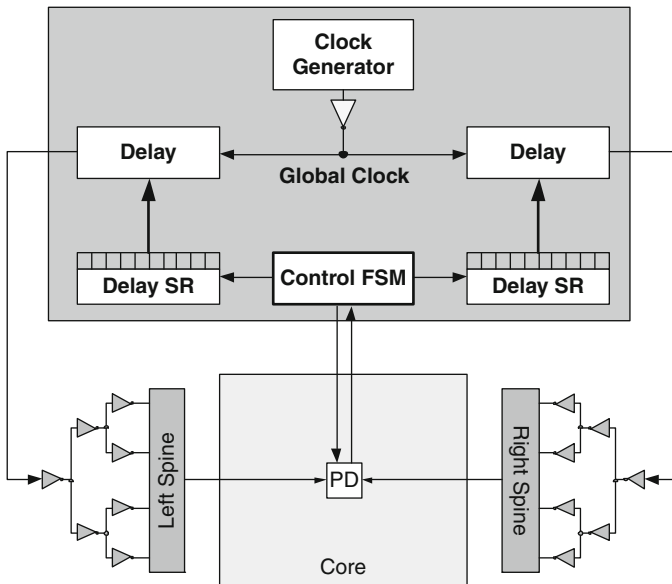 Clock
Generator
Delay
Delay
Global Clock
Delay SR
Control FSM
Delay SR
Left Spine
PD
Right Spine
Core